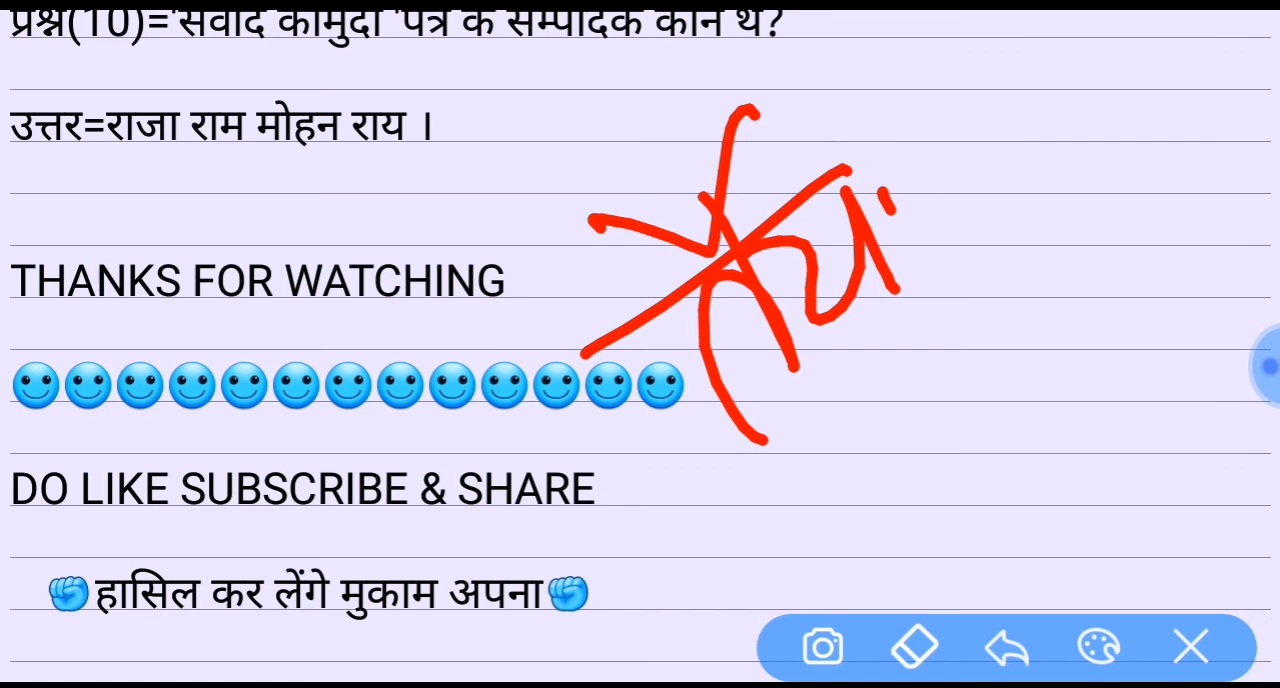 प्रश्न(10)='संवाद कौमुदी 'पत्र के सम्पादक कौन थे?
उत्तर=राजा राम मोहन राय ।
THANKS FOR WATCHING
DO LIKE SUBSCRIBE & SHARE
✊हासिल कर लेंगे मुकाम अपना✊